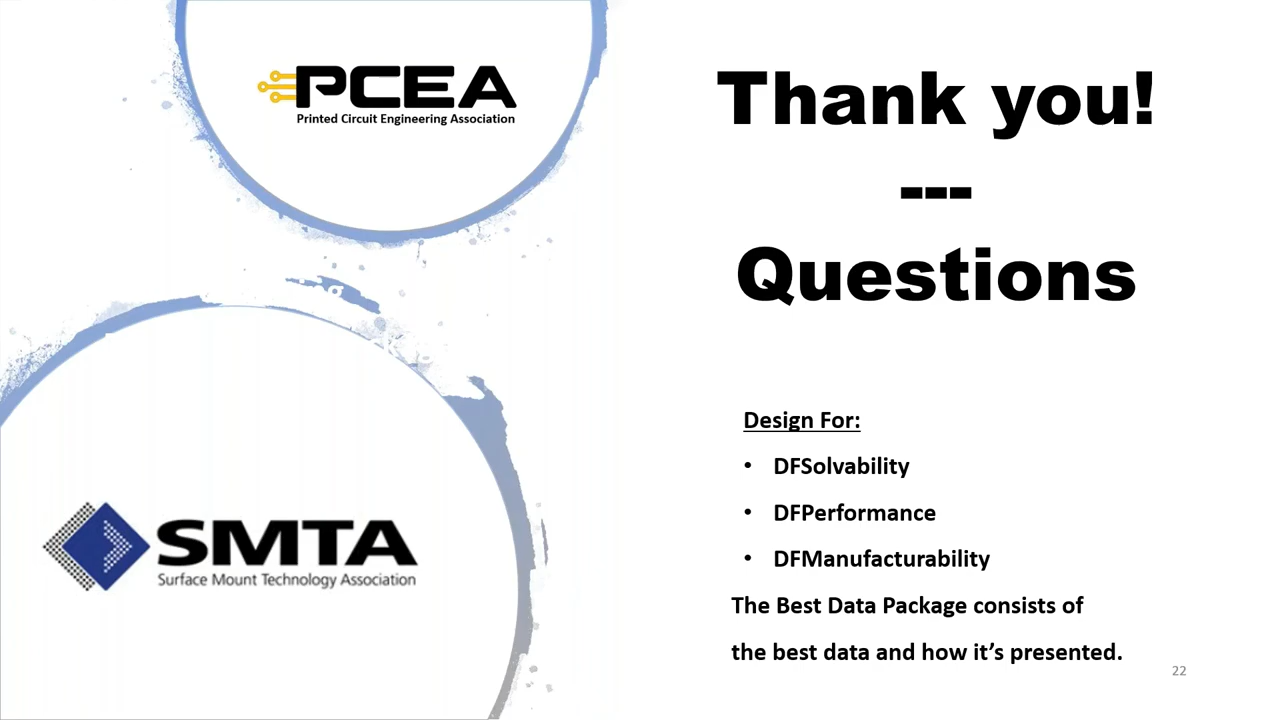 PCEA
Printed Circuit Engineering Association
SMTA
Surface Mount Technology Association
Thank you!
---
Questions
Design For:
• DFSolvability
• DFPerformance
• DFManufacturability
The Best Data Package consists of
the best data and how it’s presented.
22